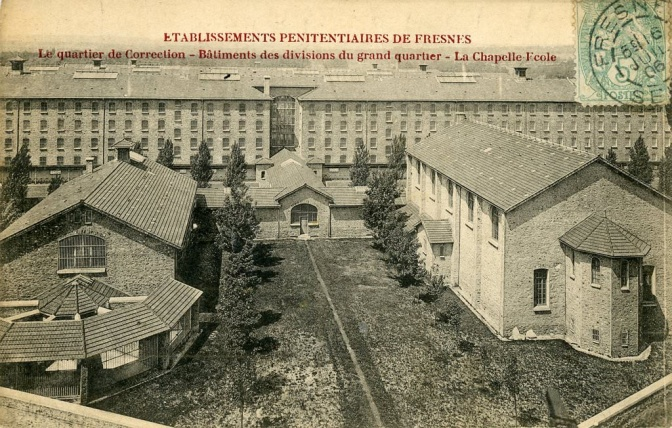 ETABLISSEMENTS PENITENTIAIRES DE FRESNES
Le quartier de Correction - Bâtiments des divisions du grand quartier - La Chapelle Ecole
FRESNES